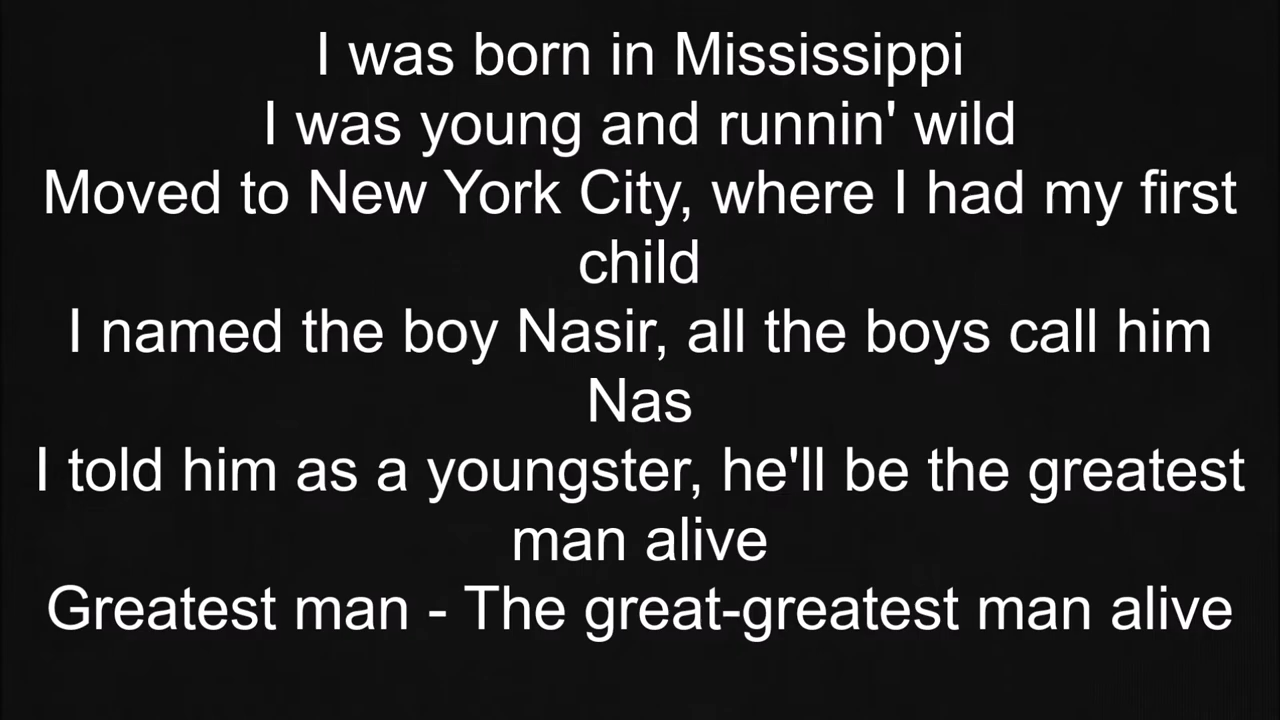 I was born in Mississippi
I was young and runnin' wild
Moved to New York City, where I had my first
child
I named the boy Nasir, all the boys call him
Nas
I told him as a youngster, he'll be the greatest
man alive
Greatest man - The great-greatest man alive